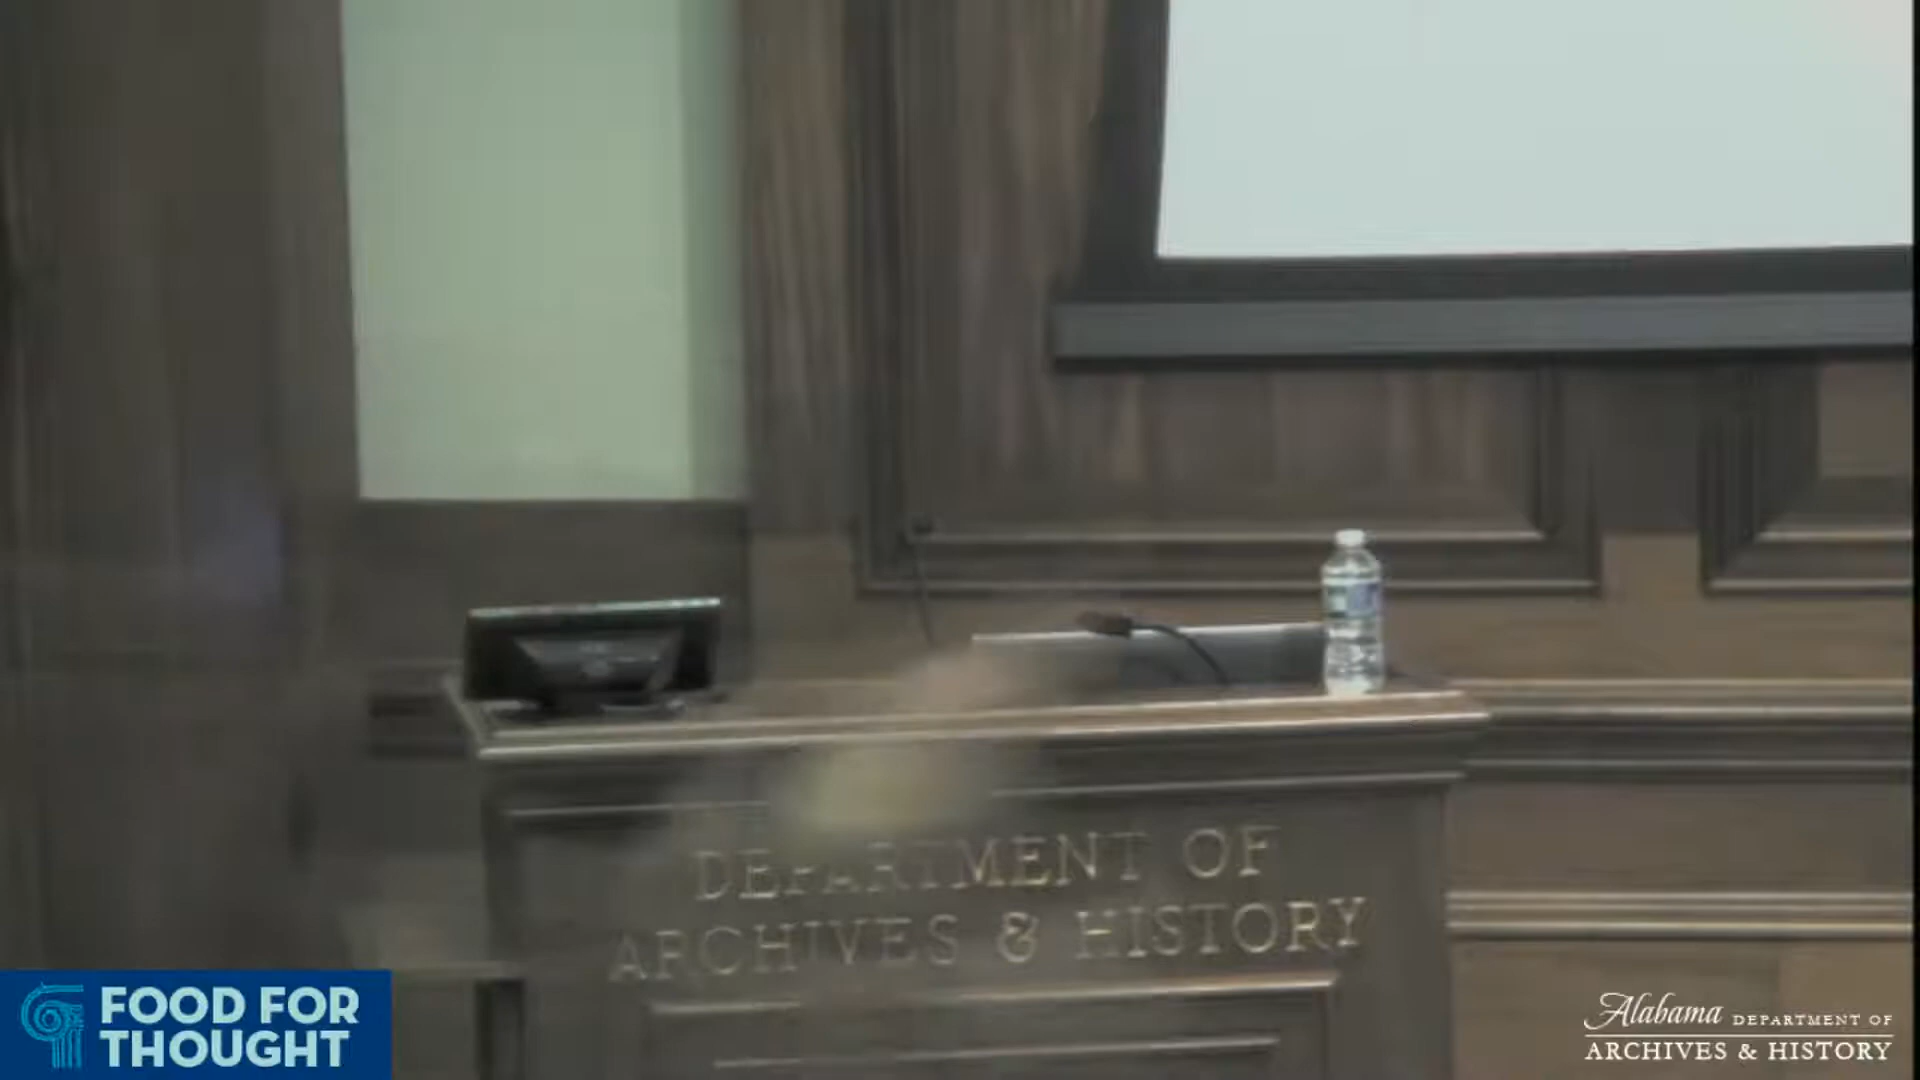 DEPARTMENT OF
ARCHIVES & HISTORY
FOOD FOR
THOUGHT
Alabama DEPARTMENT OF
ARCHIVES & HISTORY